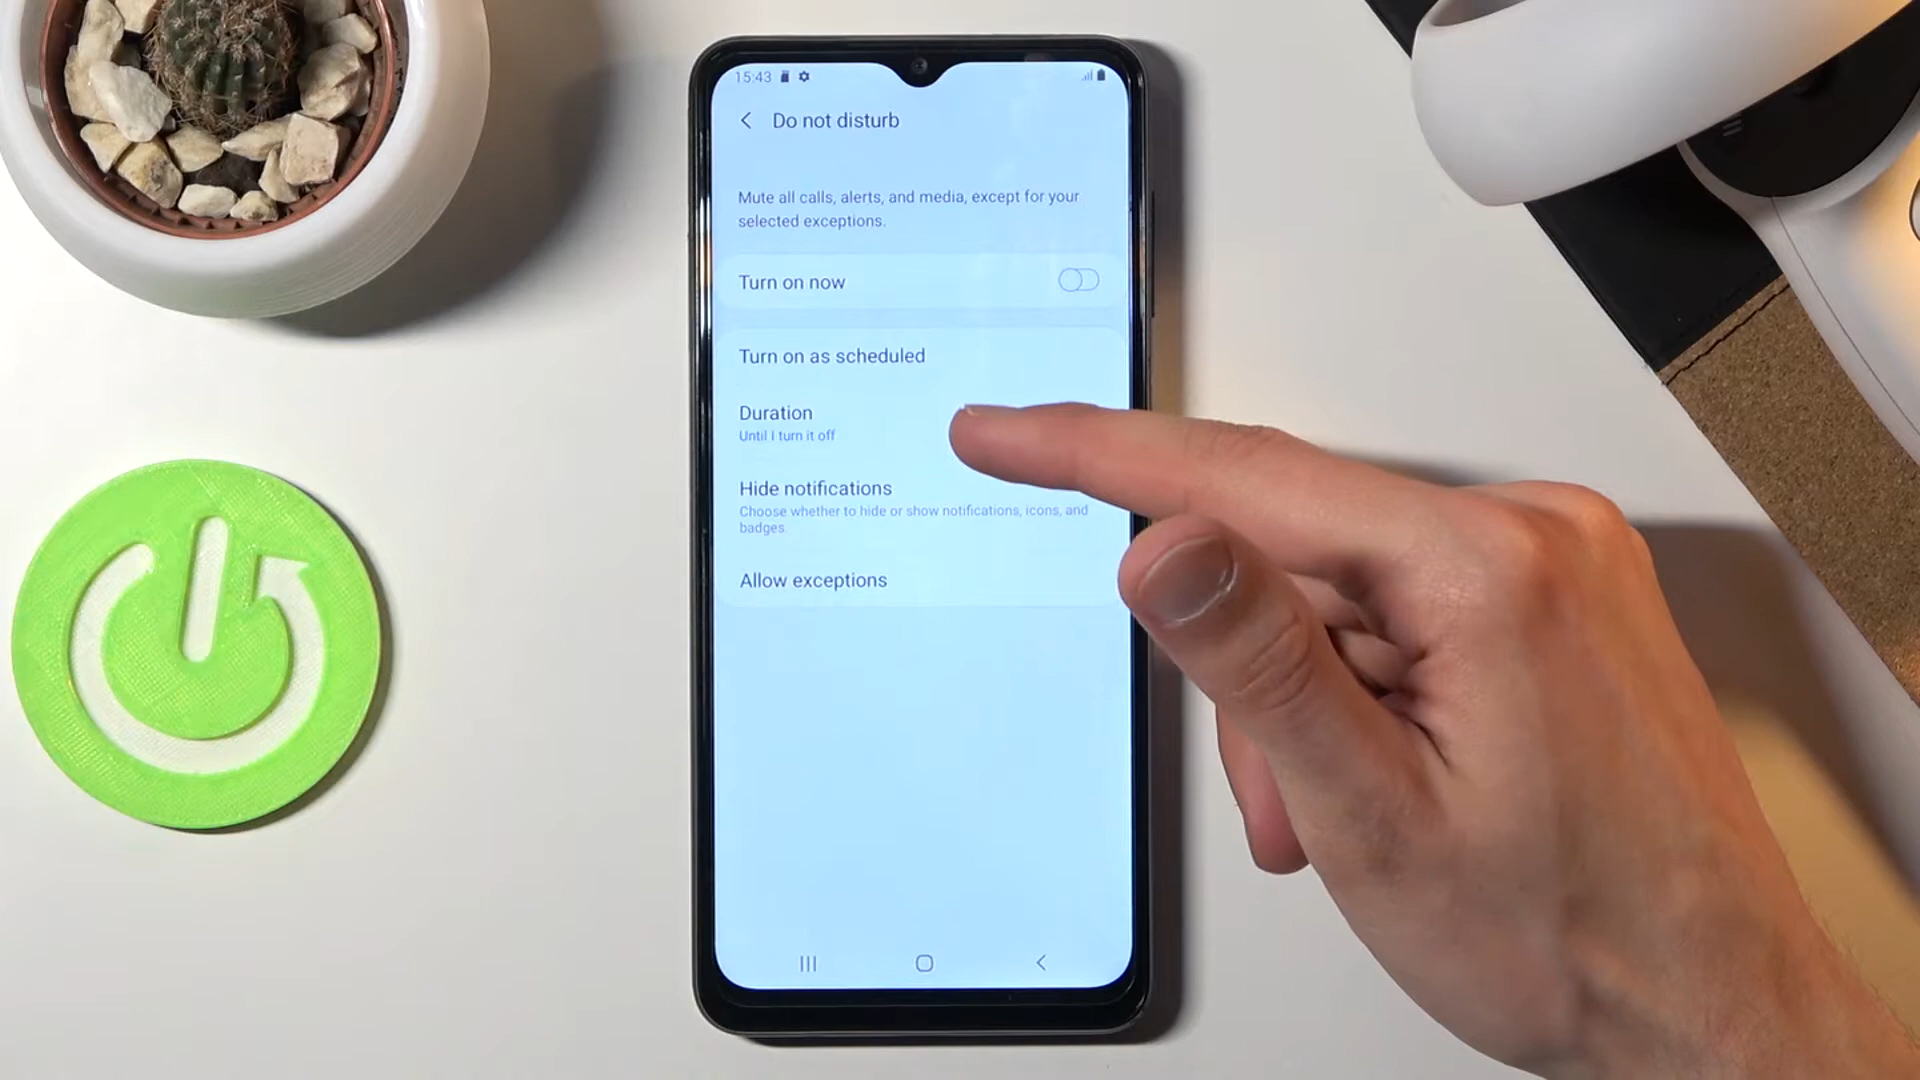 15:43
Do not disturb
Mute all calls, alerts, and media, except for your
selected exceptions.
Turn on now
Turn on as scheduled
Duration
Until I turn it off
Hide notifications
Choose whether to hide or show notifications, icons, and
badges.
Allow exceptions